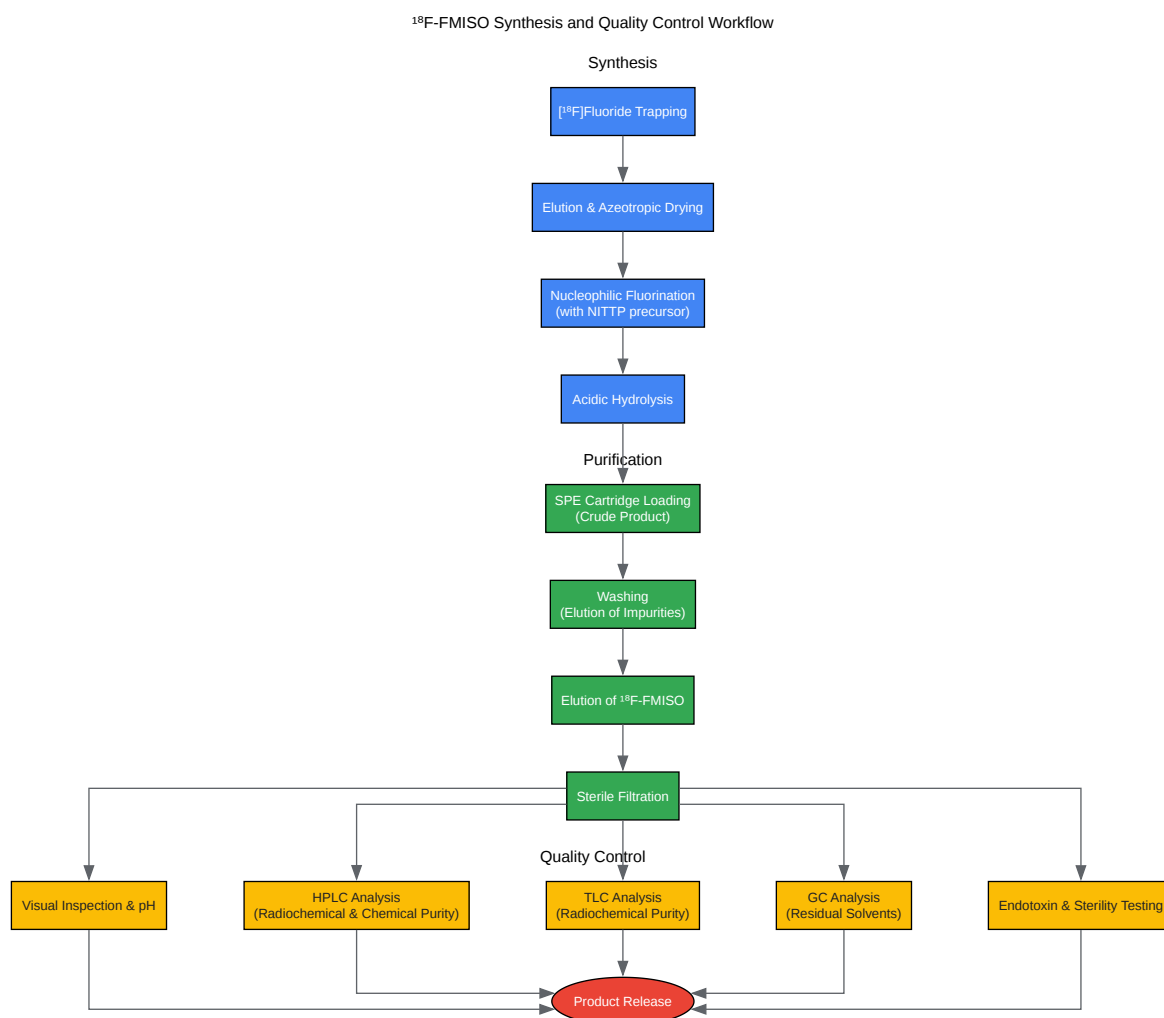 ¹⁸F-FMISO Synthesis and Quality Control Workflow
Synthesis
[¹⁸F]Fluoride Trapping
Elution & Azeotropic Drying
Nucleophilic Fluorination
(with NITTP precursor)
Acidic Hydrolysis
Purification
SPE Cartridge Loading
(Crude Product)
Washing
(Elution of Impurities)
Elution of ¹⁸F-FMISO
Sterile Filtration
Quality Control
Visual Inspection & pH
HPLC Analysis
(Radiochemical & Chemical Purity)
TLC Analysis
(Radiochemical Purity)
GC Analysis
(Residual Solvents)
Endotoxin & Sterility Testing
Product Release